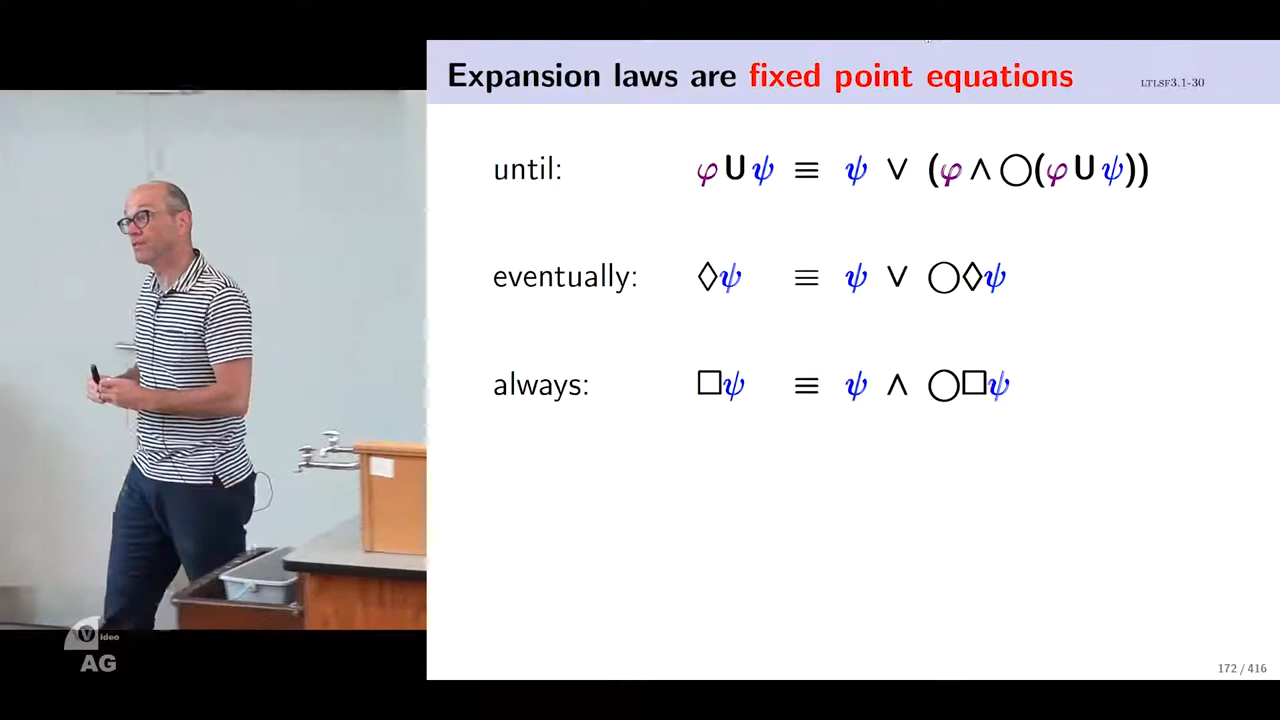 Expansion laws are fixed point equations LTLSF3.1-30
until: φ U ψ ≡ ψ ∨ (φ ∧ ◯(φ U ψ))
eventually: ◊ψ ≡ ψ ∨ ◯◊ψ
always: □ψ ≡ ψ ∧ ◯□ψ
Video
AG
172 / 416